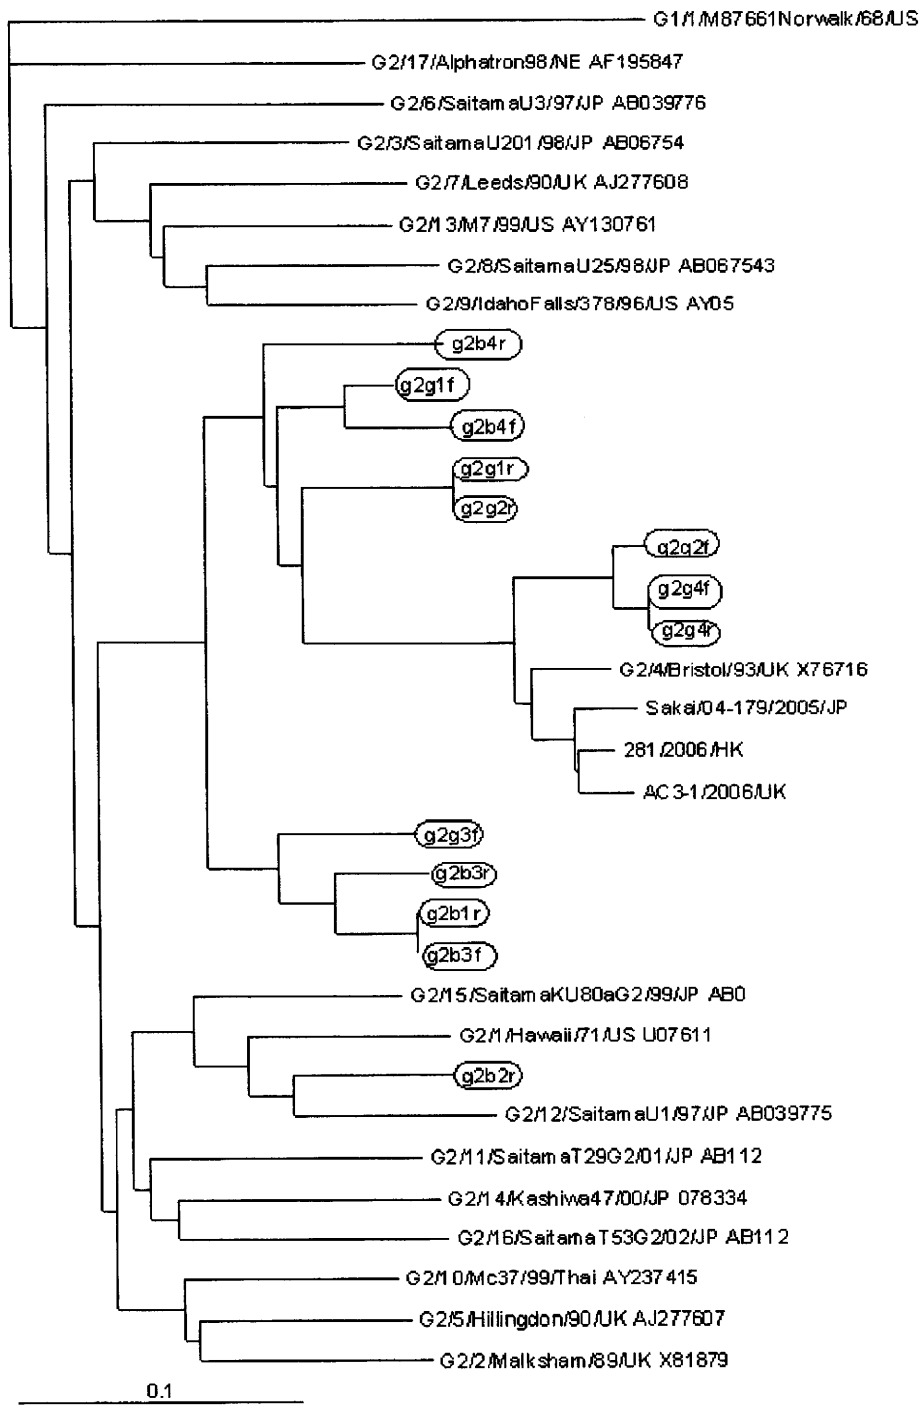 G1/1/M87661Norwalk/68/US
G2/17/Alphatron98/NE AF195847
G2/6/SaitamaU3/97/JP AB039776
G2/3/SaitamaU201/98/JP AB06754
G2/7/Leeds/90/UK AJ277608
G2/13/M7/99/US AY130761
G2/8/SaitamaU25/98/JP AB067543
G2/9/IdahoFalls/378/96/US AY05
g2b4r
g2g1f
g2b4f
g2g1r
g2g2r
g2g2f
g2g4f
g2g4r
G2/4/Bristol/93/UK X76716
Sakai/04-179/2005/JP
281/2006/HK
AC3-1/2006/UK
g2g3f
g2b3r
g2b1r
g2b3f
G2/15/SaitamaKU80aG2/99/JP AB0
G2/1/Hawaii/71/US U07611
g2b2r
G2/12/SaitamaU1/97/JP AB039775
G2/11/SaitamaT29G2/01/JP AB112
G2/14/Kashiwa47/00/JP 078334
G2/16/SaitamaT53G2/02/JP AB112
G2/10/Mc37/99/Thai AY237415
G2/5/Hillingdon/90/UK AJ277607
G2/2/Malksham/89/UK X81879
0.1